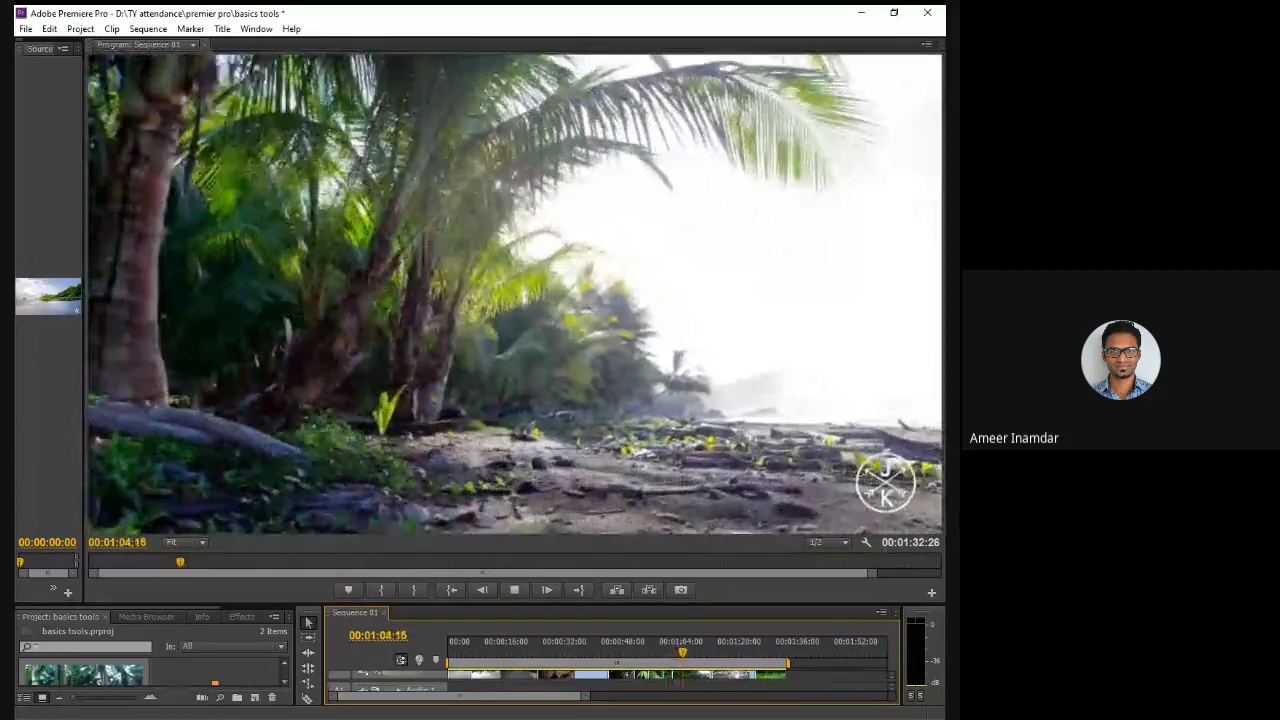 Adobe Premiere Pro - D:\TY attendance\premier pro\basics tools *
File Edit Project Clip Sequence Marker Title Window Help
Source
Program: Sequence 01
J
K
Ameer Inamdar
00:00:00:00
00:01:04:15
Fit
1/2
00:01:32:26
Project: basics tools
Media Browser
Info
Effects
basics tools.prproj
2 Items
In: All
Sequence 01
00:01:04:15
00:00
00:00:16:00
00:00:32:00
00:00:48:00
00:01:04:00
00:01:20:00
00:01:36:00
00:01:52:00
0
-36
dB
S S